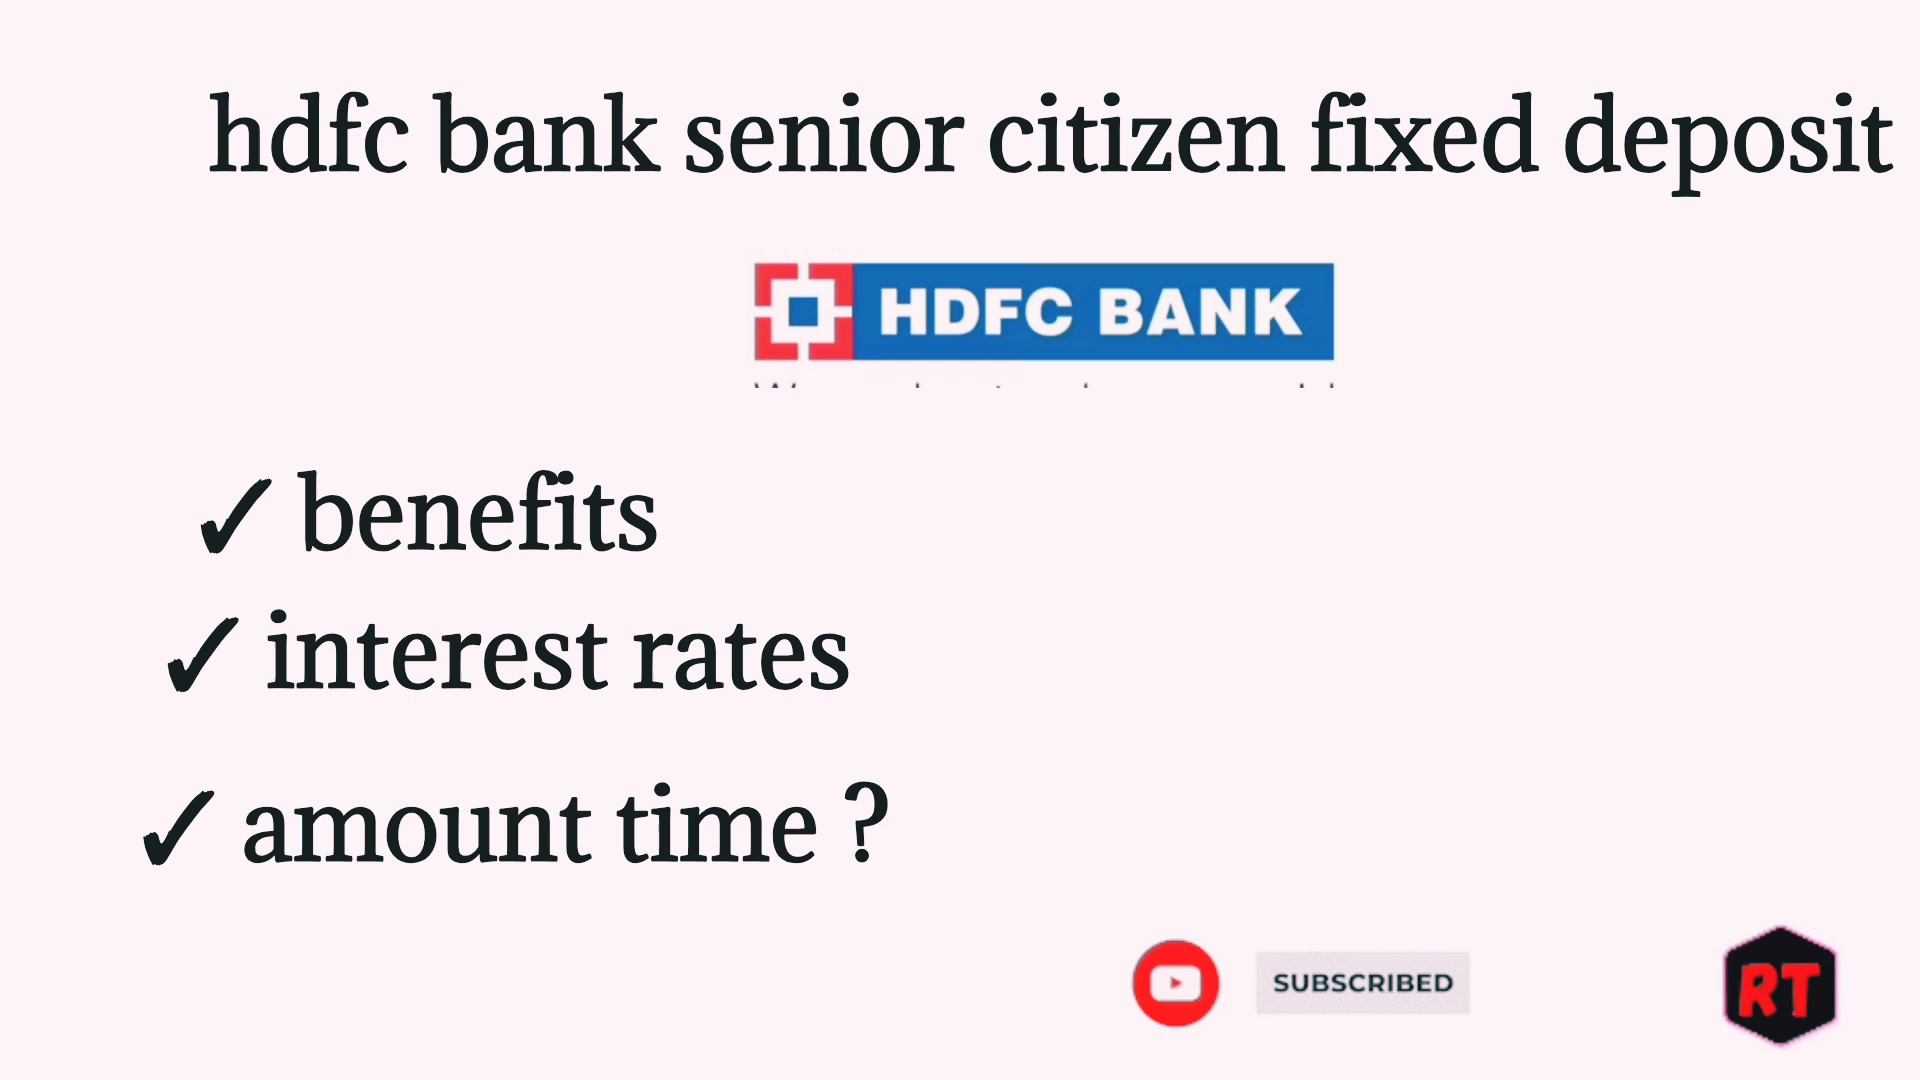 hdfc bank senior citizen fixed deposit
HDFC BANK
✓ benefits
✓ interest rates
✓ amount time ?
SUBSCRIBED
RT